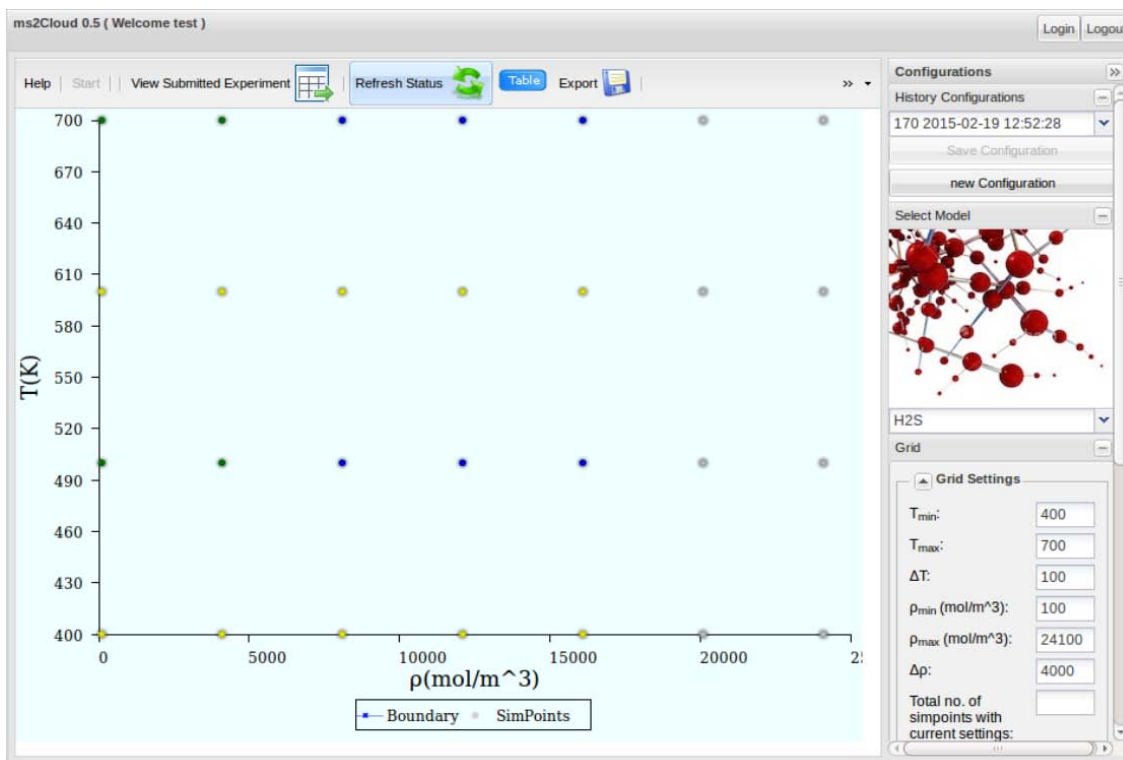 ms2Cloud 0.5 ( Welcome test )
Login Logou
Help Start View Submitted Experiment Refresh Status Table Export
Configurations
History Configurations
170 2015-02-19 12:52:28
Save Configuration
new Configuration
Select Model
H2S
Grid
Grid Settings
Tmin: 400
Tmax: 700
ΔT: 100
ρmin (mol/m^3): 100
ρmax (mol/m^3): 24100
Δρ: 4000
Total no. of
simpoints with
current settings:
T(K)
700
670
640
610
580
550
520
490
460
430
400
0 5000 10000 15000 20000 25
ρ(mol/m^3)
Boundary SimPoints